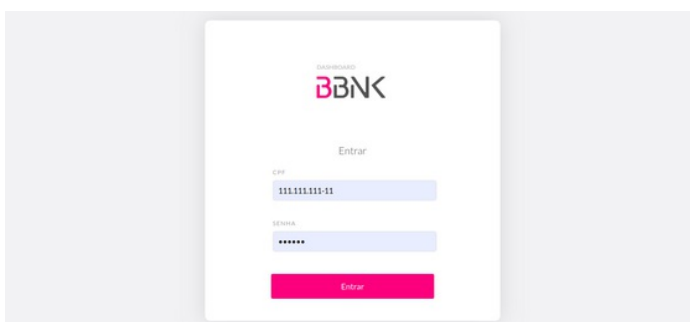 DASHBOARD
BBNK
Entrar
CPF
111.111.111-11
SENHA
••••••
Entrar